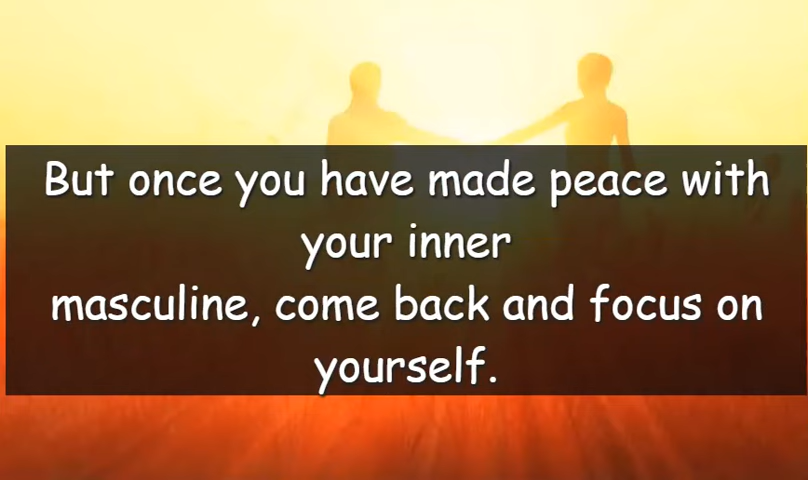 But once you have made peace with
your inner
masculine, come back and focus on
yourself.